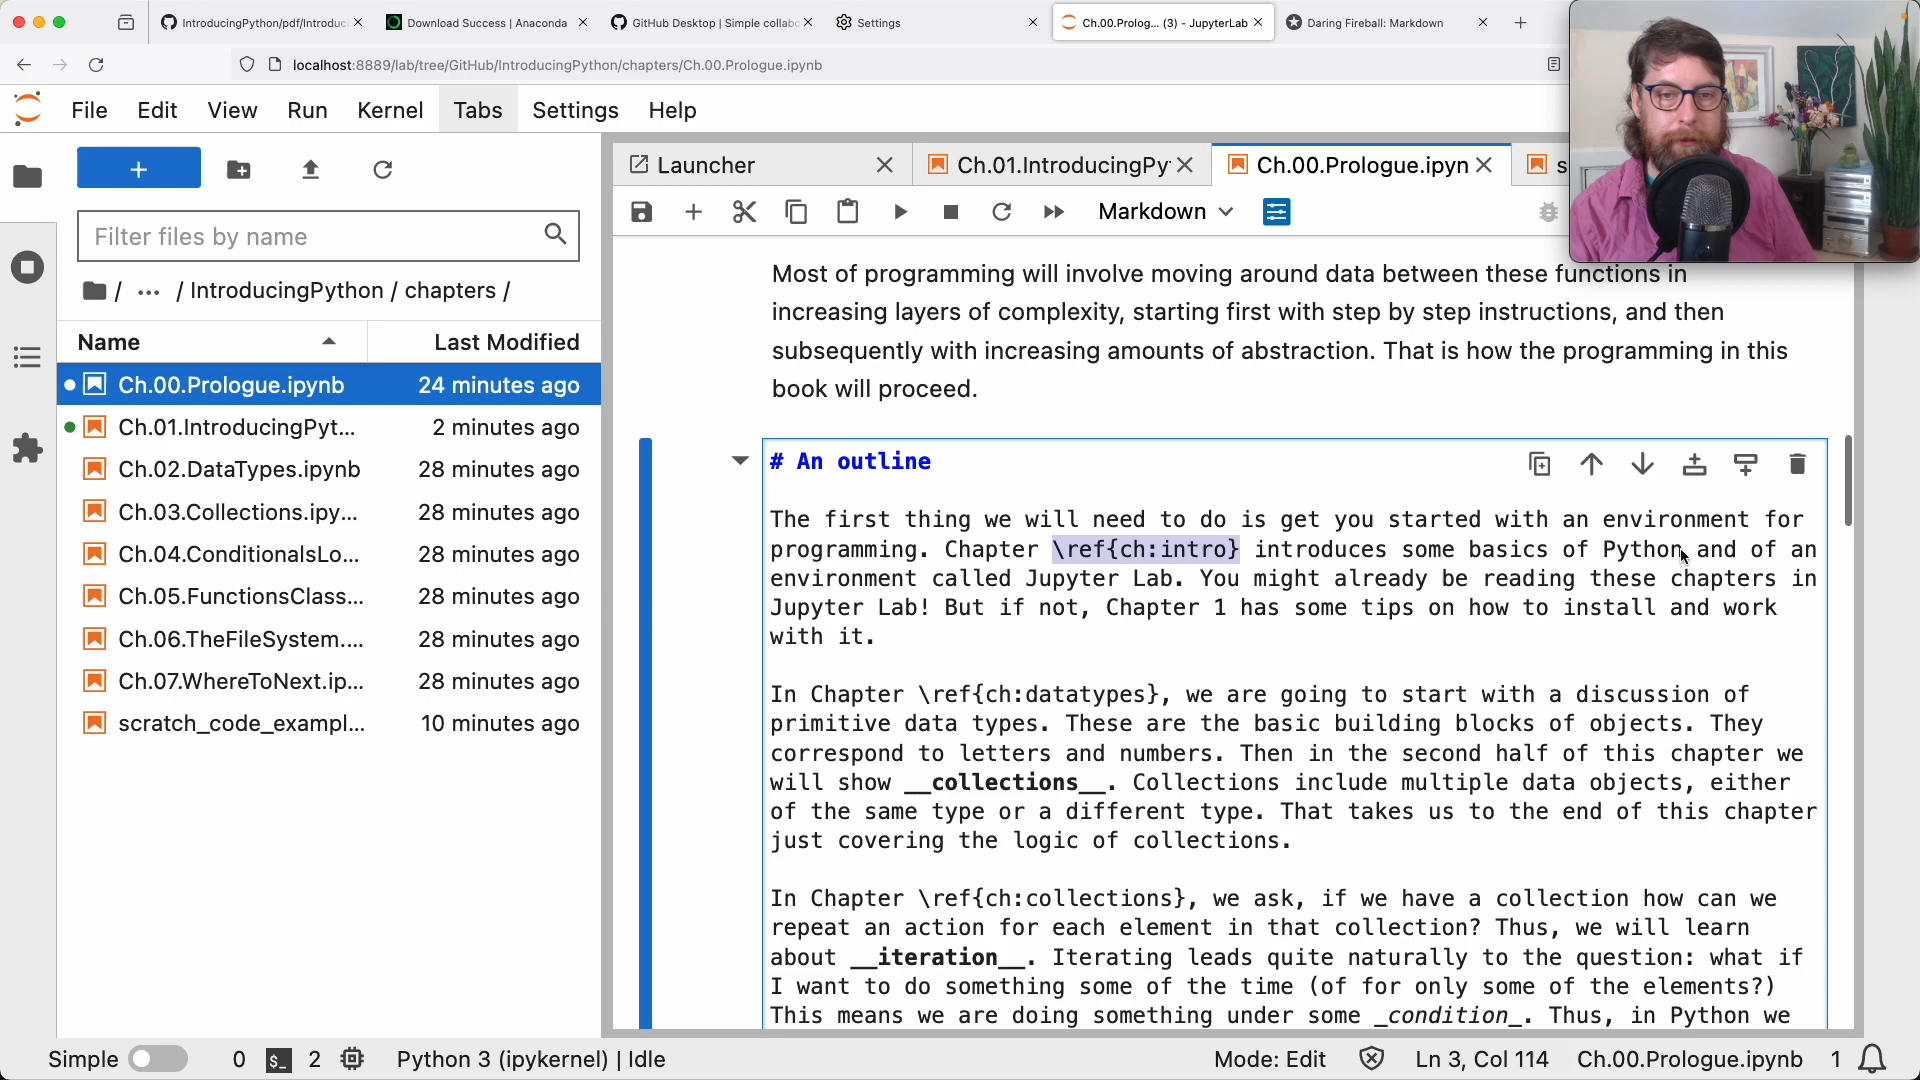 IntroducingPython/pdf/Introduc
Download Success | Anaconda
GitHub Desktop | Simple collabo
Settings
Ch.00.Prolog... (3) - JupyterLab
Daring Fireball: Markdown
localhost:8889/lab/tree/GitHub/IntroducingPython/chapters/Ch.00.Prologue.ipynb
File Edit View Run Kernel Tabs Settings Help
+
Filter files by name
/ ... / IntroducingPython / chapters /
Name Last Modified
Ch.00.Prologue.ipynb 24 minutes ago
Ch.01.IntroducingPyt... 2 minutes ago
Ch.02.DataTypes.ipynb 28 minutes ago
Ch.03.Collections.ipy... 28 minutes ago
Ch.04.ConditionalsLo... 28 minutes ago
Ch.05.FunctionsClass... 28 minutes ago
Ch.06.TheFileSystem.... 28 minutes ago
Ch.07.WhereToNext.ip... 28 minutes ago
scratch_code_exampl... 10 minutes ago
Launcher
Ch.01.IntroducingPy
Ch.00.Prologue.ipyn
s
Markdown
Most of programming will involve moving around data between these functions in
increasing layers of complexity, starting first with step by step instructions, and then
subsequently with increasing amounts of abstraction. That is how the programming in this
book will proceed.
# An outline
The first thing we will need to do is get you started with an environment for
programming. Chapter \ref{ch:intro} introduces some basics of Python and of an
environment called Jupyter Lab. You might already be reading these chapters in
Jupyter Lab! But if not, Chapter 1 has some tips on how to install and work
with it.
In Chapter \ref{ch:datatypes}, we are going to start with a discussion of
primitive data types. These are the basic building blocks of objects. They
correspond to letters and numbers. Then in the second half of this chapter we
will show __collections__. Collections include multiple data objects, either
of the same type or a different type. That takes us to the end of this chapter
just covering the logic of collections.
In Chapter \ref{ch:collections}, we ask, if we have a collection how can we
repeat an action for each element in that collection? Thus, we will learn
about __iteration__. Iterating leads quite naturally to the question: what if
I want to do something some of the time (of for only some of the elements?)
This means we are doing something under some _condition_. Thus, in Python we
Simple 0 $_ 2 Python 3 (ipykernel) | Idle Mode: Edit Ln 3, Col 114 Ch.00.Prologue.ipynb 1